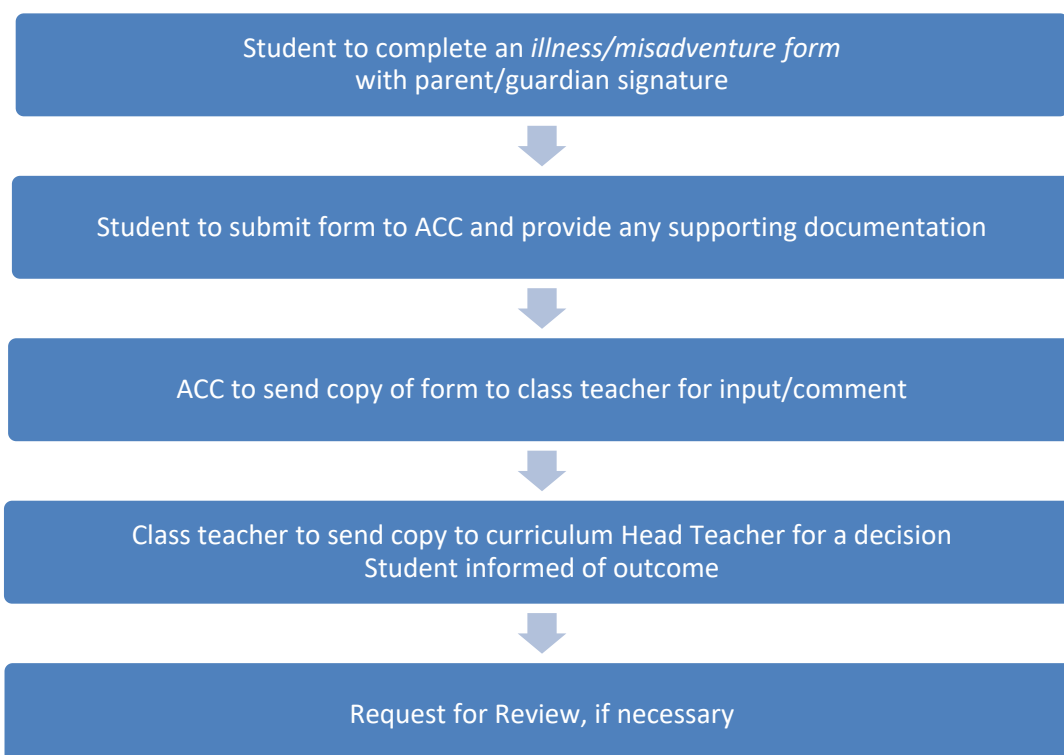 Student to complete an illness/misadventure form
with parent/guardian signature
Student to submit form to ACC and provide any supporting documentation
ACC to send copy of form to class teacher for input/comment
Class teacher to send copy to curriculum Head Teacher for a decision
Student informed of outcome
Request for Review, if necessary